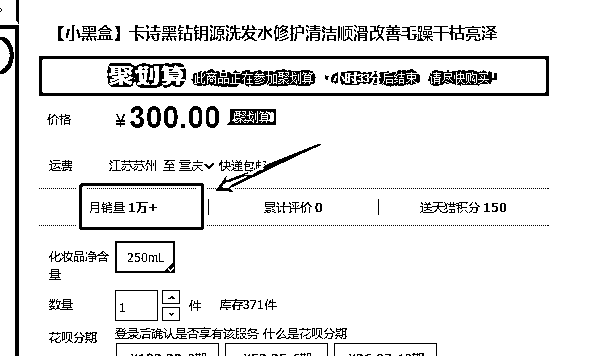 【小黑盒】卡诗黑钻钥源洗发水修护清洁顺滑改善毛躁干枯亮泽
聚划算 此商品正在参加聚划算 小时33分后结束 请尽快购买！
价格 ¥300.00 聚划算
运费 江苏苏州 至 重庆 快递包邮
月销量 1万+ 累计评价 0 送天猫积分 150
化妆品净含量 250mL
数量 1 件 库存371件
花呗分期 登录后确认是否享有该服务 什么是花呗分期